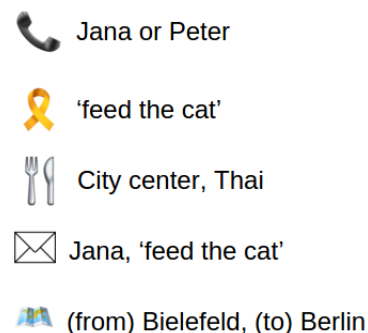 Jana or Peter
‘feed the cat’
City center, Thai
Jana, ‘feed the cat’
(from) Bielefeld, (to) Berlin